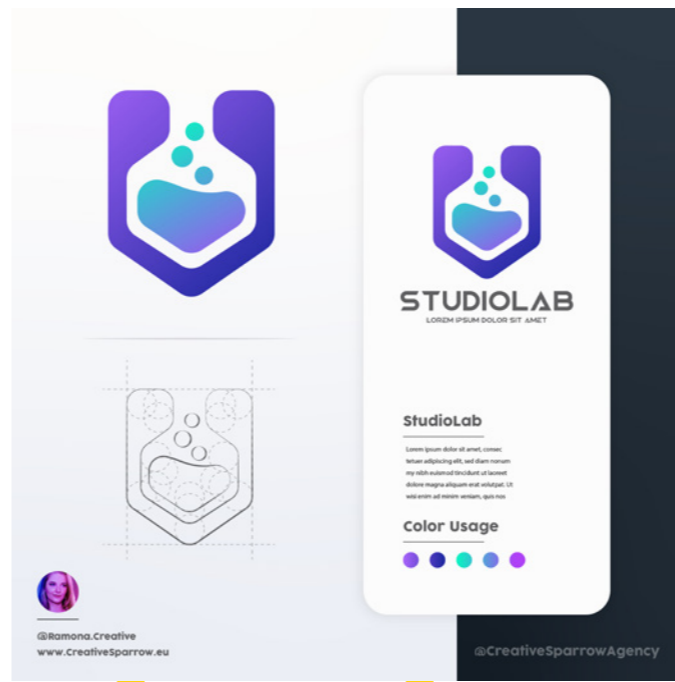 STUDIOLAB
LOREM IPSUM DOLOR SIT AMET
StudioLab
Lorem ipsum dolor sit amet, consec
tetuer adipiscing elit, sed diam nonum
my nibh euismod tincidunt ut laoreet
dolore magna aliquam erat volutpat. Ut
wisi enim ad minim veniam, quis nos
Color Usage
@Ramona.Creative
www.CreativeSparrow.eu
@CreativeSparrowAgency